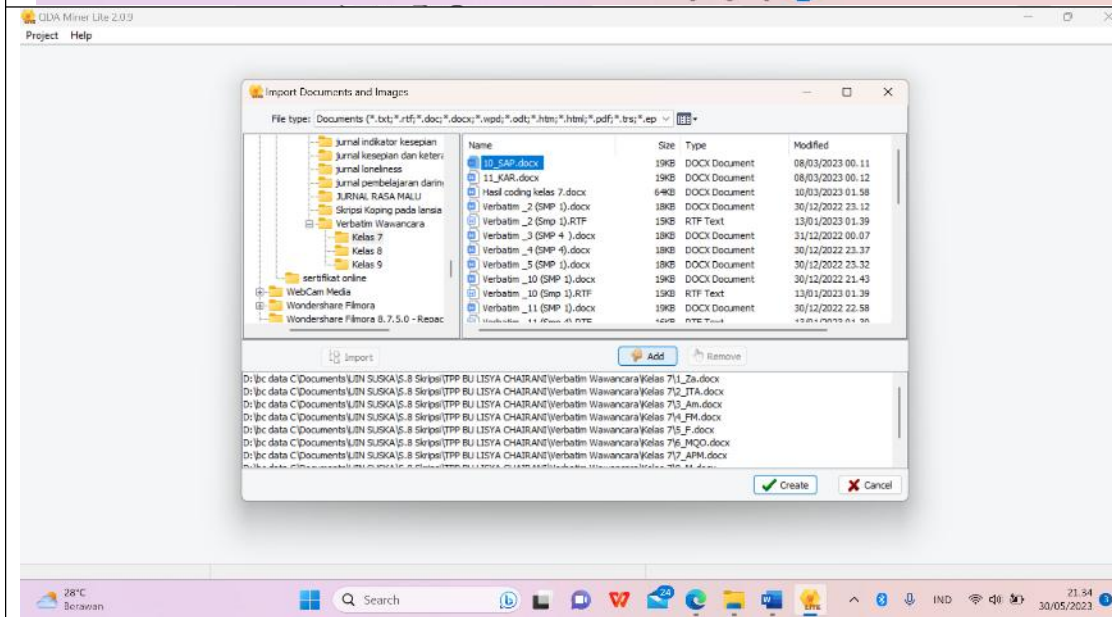 QDA Miner Lite 2.0.9
Project Help
Import Documents and Images
File type: Documents (*.txt;*.rtf;*.doc;*.docx;*.wpd;*.odt;*.htm;*.html;*.pdf;*.trs;*.ep
jurnal indikator kesepian
jurnal kesepian dan ketera
jurnal loneliness
jurnal pembelajaran daring
JURNAL RASA MALU
Skripsi Koping pada lansia
Verbatim Wawancara
Kelas 7
Kelas 8
Kelas 9
sertifikat online
WebCam Media
Wondershare Filmora
Wondershare Filmora 8.7.5.0 - Repac
Name Size Type Modified
10_SAP.docx 19KB DOCX Document 08/03/2023 00.11
11_KAR.docx 19KB DOCX Document 08/03/2023 00.12
Hasil coding kelas 7.docx 64KB DOCX Document 10/03/2023 01.58
Verbatim _2 (SMP 1).docx 18KB DOCX Document 30/12/2022 23.12
Verbatim _2 (Smp 1).RTF 15KB RTF Text 13/01/2023 01.39
Verbatim _3 (SMP 4 ).docx 18KB DOCX Document 31/12/2022 00.07
Verbatim _4 (SMP 4).docx 18KB DOCX Document 30/12/2022 23.37
Verbatim _5 (SMP 1).docx 18KB DOCX Document 30/12/2022 23.32
Verbatim _10 (SMP 1).docx 19KB DOCX Document 30/12/2022 21.43
Verbatim _10 (Smp 1).RTF 15KB RTF Text 13/01/2023 01.39
Verbatim _11 (SMP 1).docx 19KB DOCX Document 30/12/2022 22.58
Import Add Remove
D:\bc data C\Documents\UIN SUSKA\S.8 Skripsi\TPP BU LISYA CHAIRANI\Verbatim Wawancara\Kelas 7\1_Za.docx
D:\bc data C\Documents\UIN SUSKA\S.8 Skripsi\TPP BU LISYA CHAIRANI\Verbatim Wawancara\Kelas 7\2_ITA.docx
D:\bc data C\Documents\UIN SUSKA\S.8 Skripsi\TPP BU LISYA CHAIRANI\Verbatim Wawancara\Kelas 7\3_Am.docx
D:\bc data C\Documents\UIN SUSKA\S.8 Skripsi\TPP BU LISYA CHAIRANI\Verbatim Wawancara\Kelas 7\4_FM.docx
D:\bc data C\Documents\UIN SUSKA\S.8 Skripsi\TPP BU LISYA CHAIRANI\Verbatim Wawancara\Kelas 7\5_F.docx
D:\bc data C\Documents\UIN SUSKA\S.8 Skripsi\TPP BU LISYA CHAIRANI\Verbatim Wawancara\Kelas 7\6_MQO.docx
D:\bc data C\Documents\UIN SUSKA\S.8 Skripsi\TPP BU LISYA CHAIRANI\Verbatim Wawancara\Kelas 7\7_APM.docx
Create Cancel
28°C
Berawan
Search
24
IND
21.34
30/05/2023
3